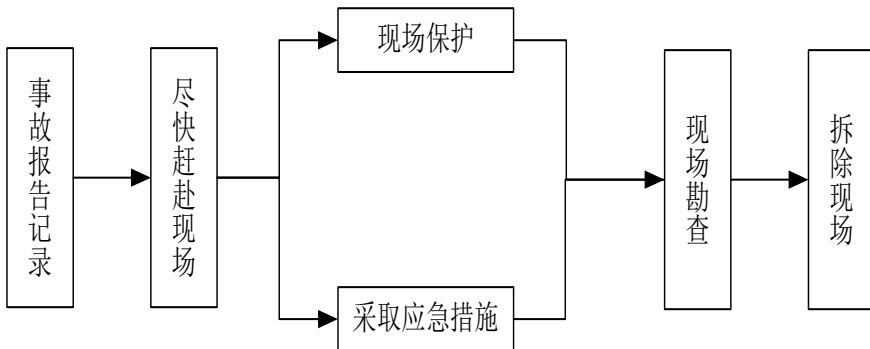 事故报告记录
尽快赶赴现场
现场保护
采取应急措施
现场勘查
拆除现场